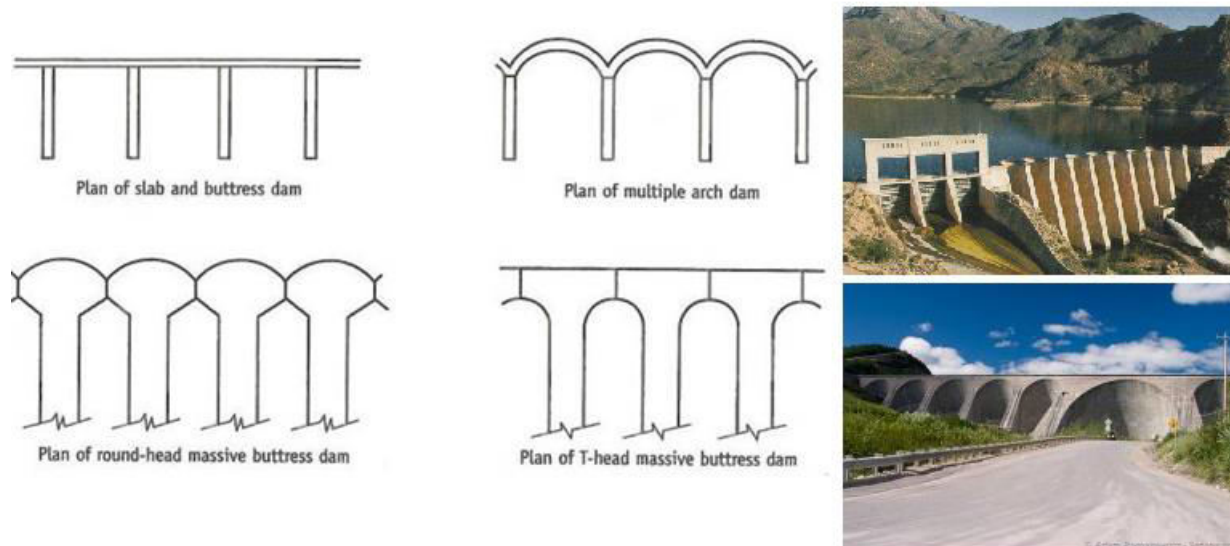 Plan of slab and buttress dam
Plan of multiple arch dam
Plan of round-head massive buttress dam
Plan of T-head massive buttress dam